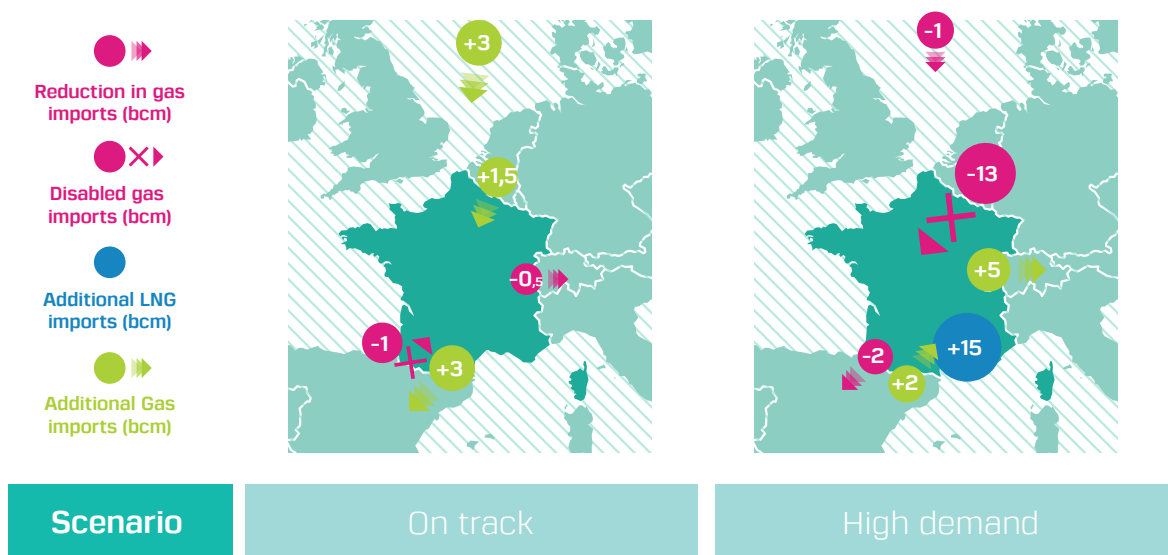 Reduction in gas
imports (bcm)
Disabled gas
imports (bcm)
Additional LNG
imports (bcm)
Additional Gas
imports (bcm)
+3
+1,5
-0,5
-1
+3
-1
-13
+5
+15
-2
+2
Scenario
On track
High demand